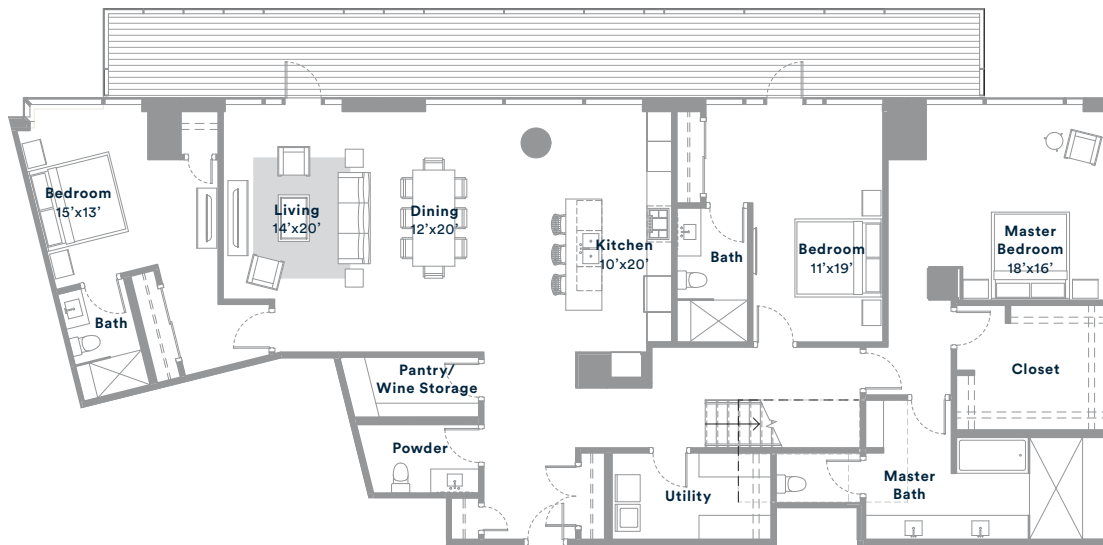 Bedroom
15’x13’
Bath
Living
14’x20’
Dining
12’x20’
Kitchen
10’x20’
Bath
Bedroom
11’x19’
Master
Bedroom
18’x16’
Closet
Pantry/
Wine Storage
Powder
Utility
Master
Bath